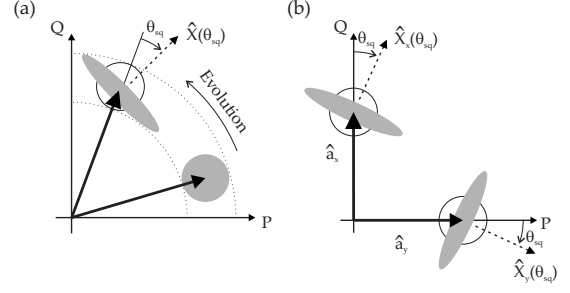 (a)
Q
θsq
X̂(θsq)
Evolution
P
(b)
Q
θsq
X̂x(θsq)
âx
P
ây
θsq
X̂y(θsq)